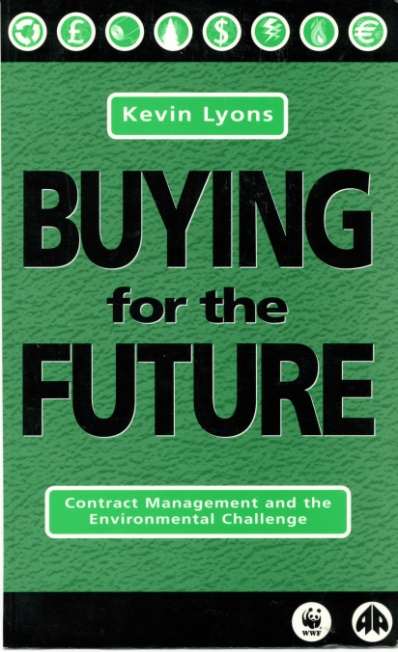 £ $ €
Kevin Lyons
BUYING
for the
FUTURE
Contract Management and the
Environmental Challenge
WWF